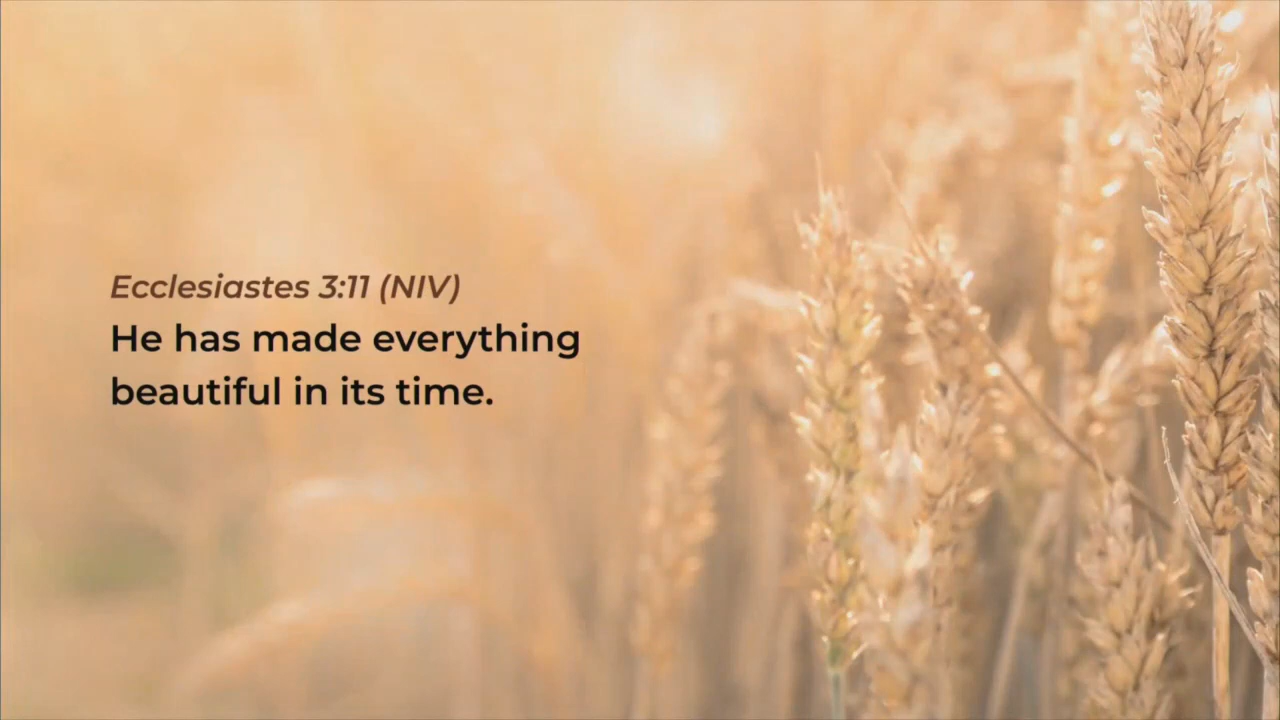 Ecclesiastes 3:11 (NIV)
He has made everything
beautiful in its time.